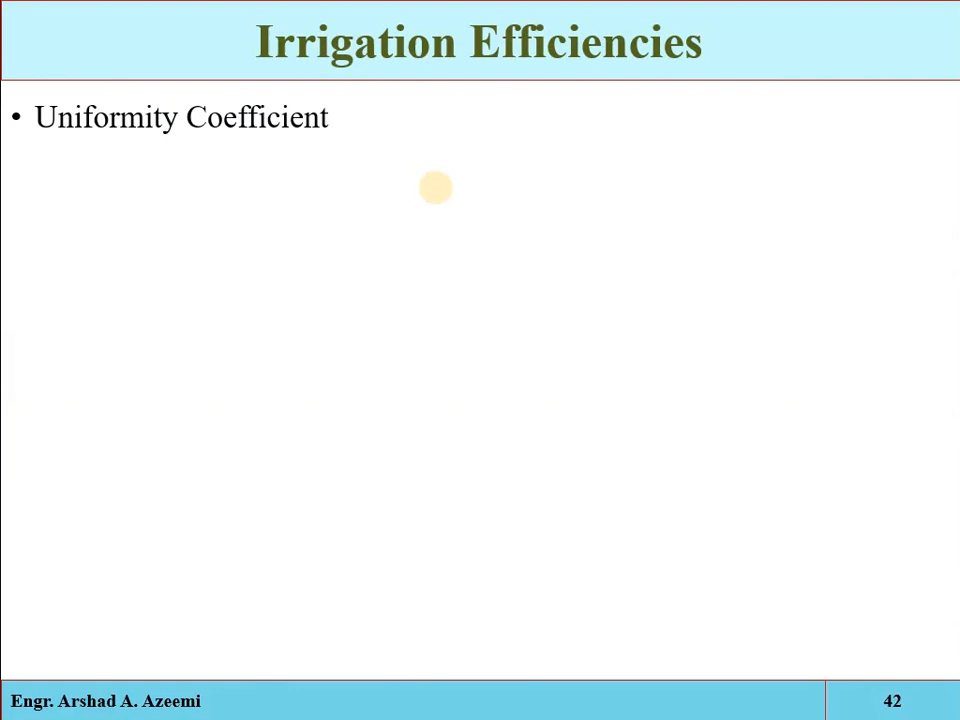 Irrigation Efficiencies
• Uniformity Coefficient
Engr. Arshad A. Azeemi
42